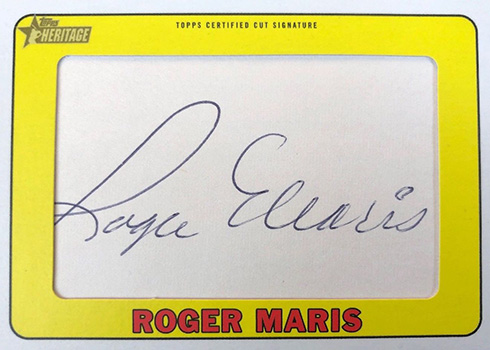 TOPPS CERTIFIED CUT SIGNATURE
Topps
HERITAGE
Roger Maris
ROGER MARIS